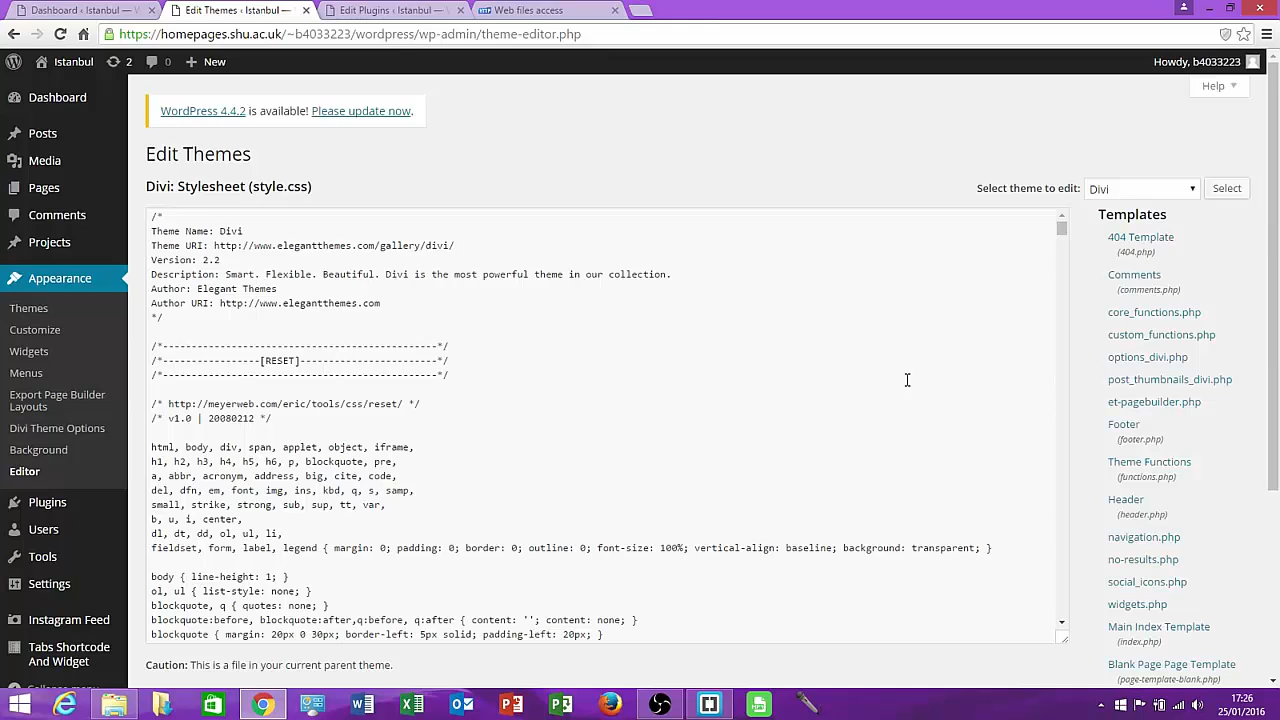 Dashboard ‹ Istanbul — W
Edit Themes ‹ Istanbul —
Edit Plugins ‹ Istanbul — W
Web files access
https://homepages.shu.ac.uk/~b4033223/wordpress/wp-admin/theme-editor.php
Istanbul
2
0
New
Howdy, b4033223
Dashboard
Posts
Media
Pages
Comments
Projects
Appearance
Themes
Customize
Widgets
Menus
Export Page Builder
Layouts
Divi Theme Options
Background
Editor
Plugins
Users
Tools
Settings
Instagram Feed
Tabs Shortcode
And Widget
Help
WordPress 4.4.2 is available! Please update now.
Edit Themes
Divi: Stylesheet (style.css)
Select theme to edit:
Divi
Select
/*
Theme Name: Divi
Theme URI: http://www.elegantthemes.com/gallery/divi/
Version: 2.2
Description: Smart. Flexible. Beautiful. Divi is the most powerful theme in our collection.
Author: Elegant Themes
Author URI: http://www.elegantthemes.com
*/
/*------------------------------------------------*/
/*-----------------[RESET]------------------------*/
/*------------------------------------------------*/
/* http://meyerweb.com/eric/tools/css/reset/ */
/* v1.0 | 20080212 */
html, body, div, span, applet, object, iframe,
h1, h2, h3, h4, h5, h6, p, blockquote, pre,
a, abbr, acronym, address, big, cite, code,
del, dfn, em, font, img, ins, kbd, q, s, samp,
small, strike, strong, sub, sup, tt, var,
b, u, i, center,
dl, dt, dd, ol, ul, li,
fieldset, form, label, legend { margin: 0; padding: 0; border: 0; outline: 0; font-size: 100%; vertical-align: baseline; background: transparent; }
body { line-height: 1; }
ol, ul { list-style: none; }
blockquote, q { quotes: none; }
blockquote:before, blockquote:after,q:before, q:after { content: ''; content: none; }
blockquote { margin: 20px 0 30px; border-left: 5px solid; padding-left: 20px; }
Caution: This is a file in your current parent theme.
Templates
404 Template
(404.php)
Comments
(comments.php)
core_functions.php
custom_functions.php
options_divi.php
post_thumbnails_divi.php
et-pagebuilder.php
Footer
(footer.php)
Theme Functions
(functions.php)
Header
(header.php)
navigation.php
no-results.php
social_icons.php
widgets.php
Main Index Template
(index.php)
Blank Page Page Template
(page-template-blank.php)
17:26
25/01/2016